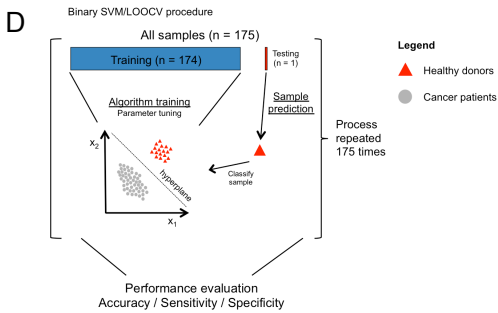 D
Binary SVM/LOOCV procedure
All samples (n = 175)
Training (n = 174)
Testing
(n = 1)
Algorithm training
Parameter tuning
Sample
prediction
X2
hyperplane
X1
Classify
sample
Process
repeated
175 times
Legend
Healthy donors
Cancer patients
Performance evaluation
Accuracy / Sensitivity / Specificity